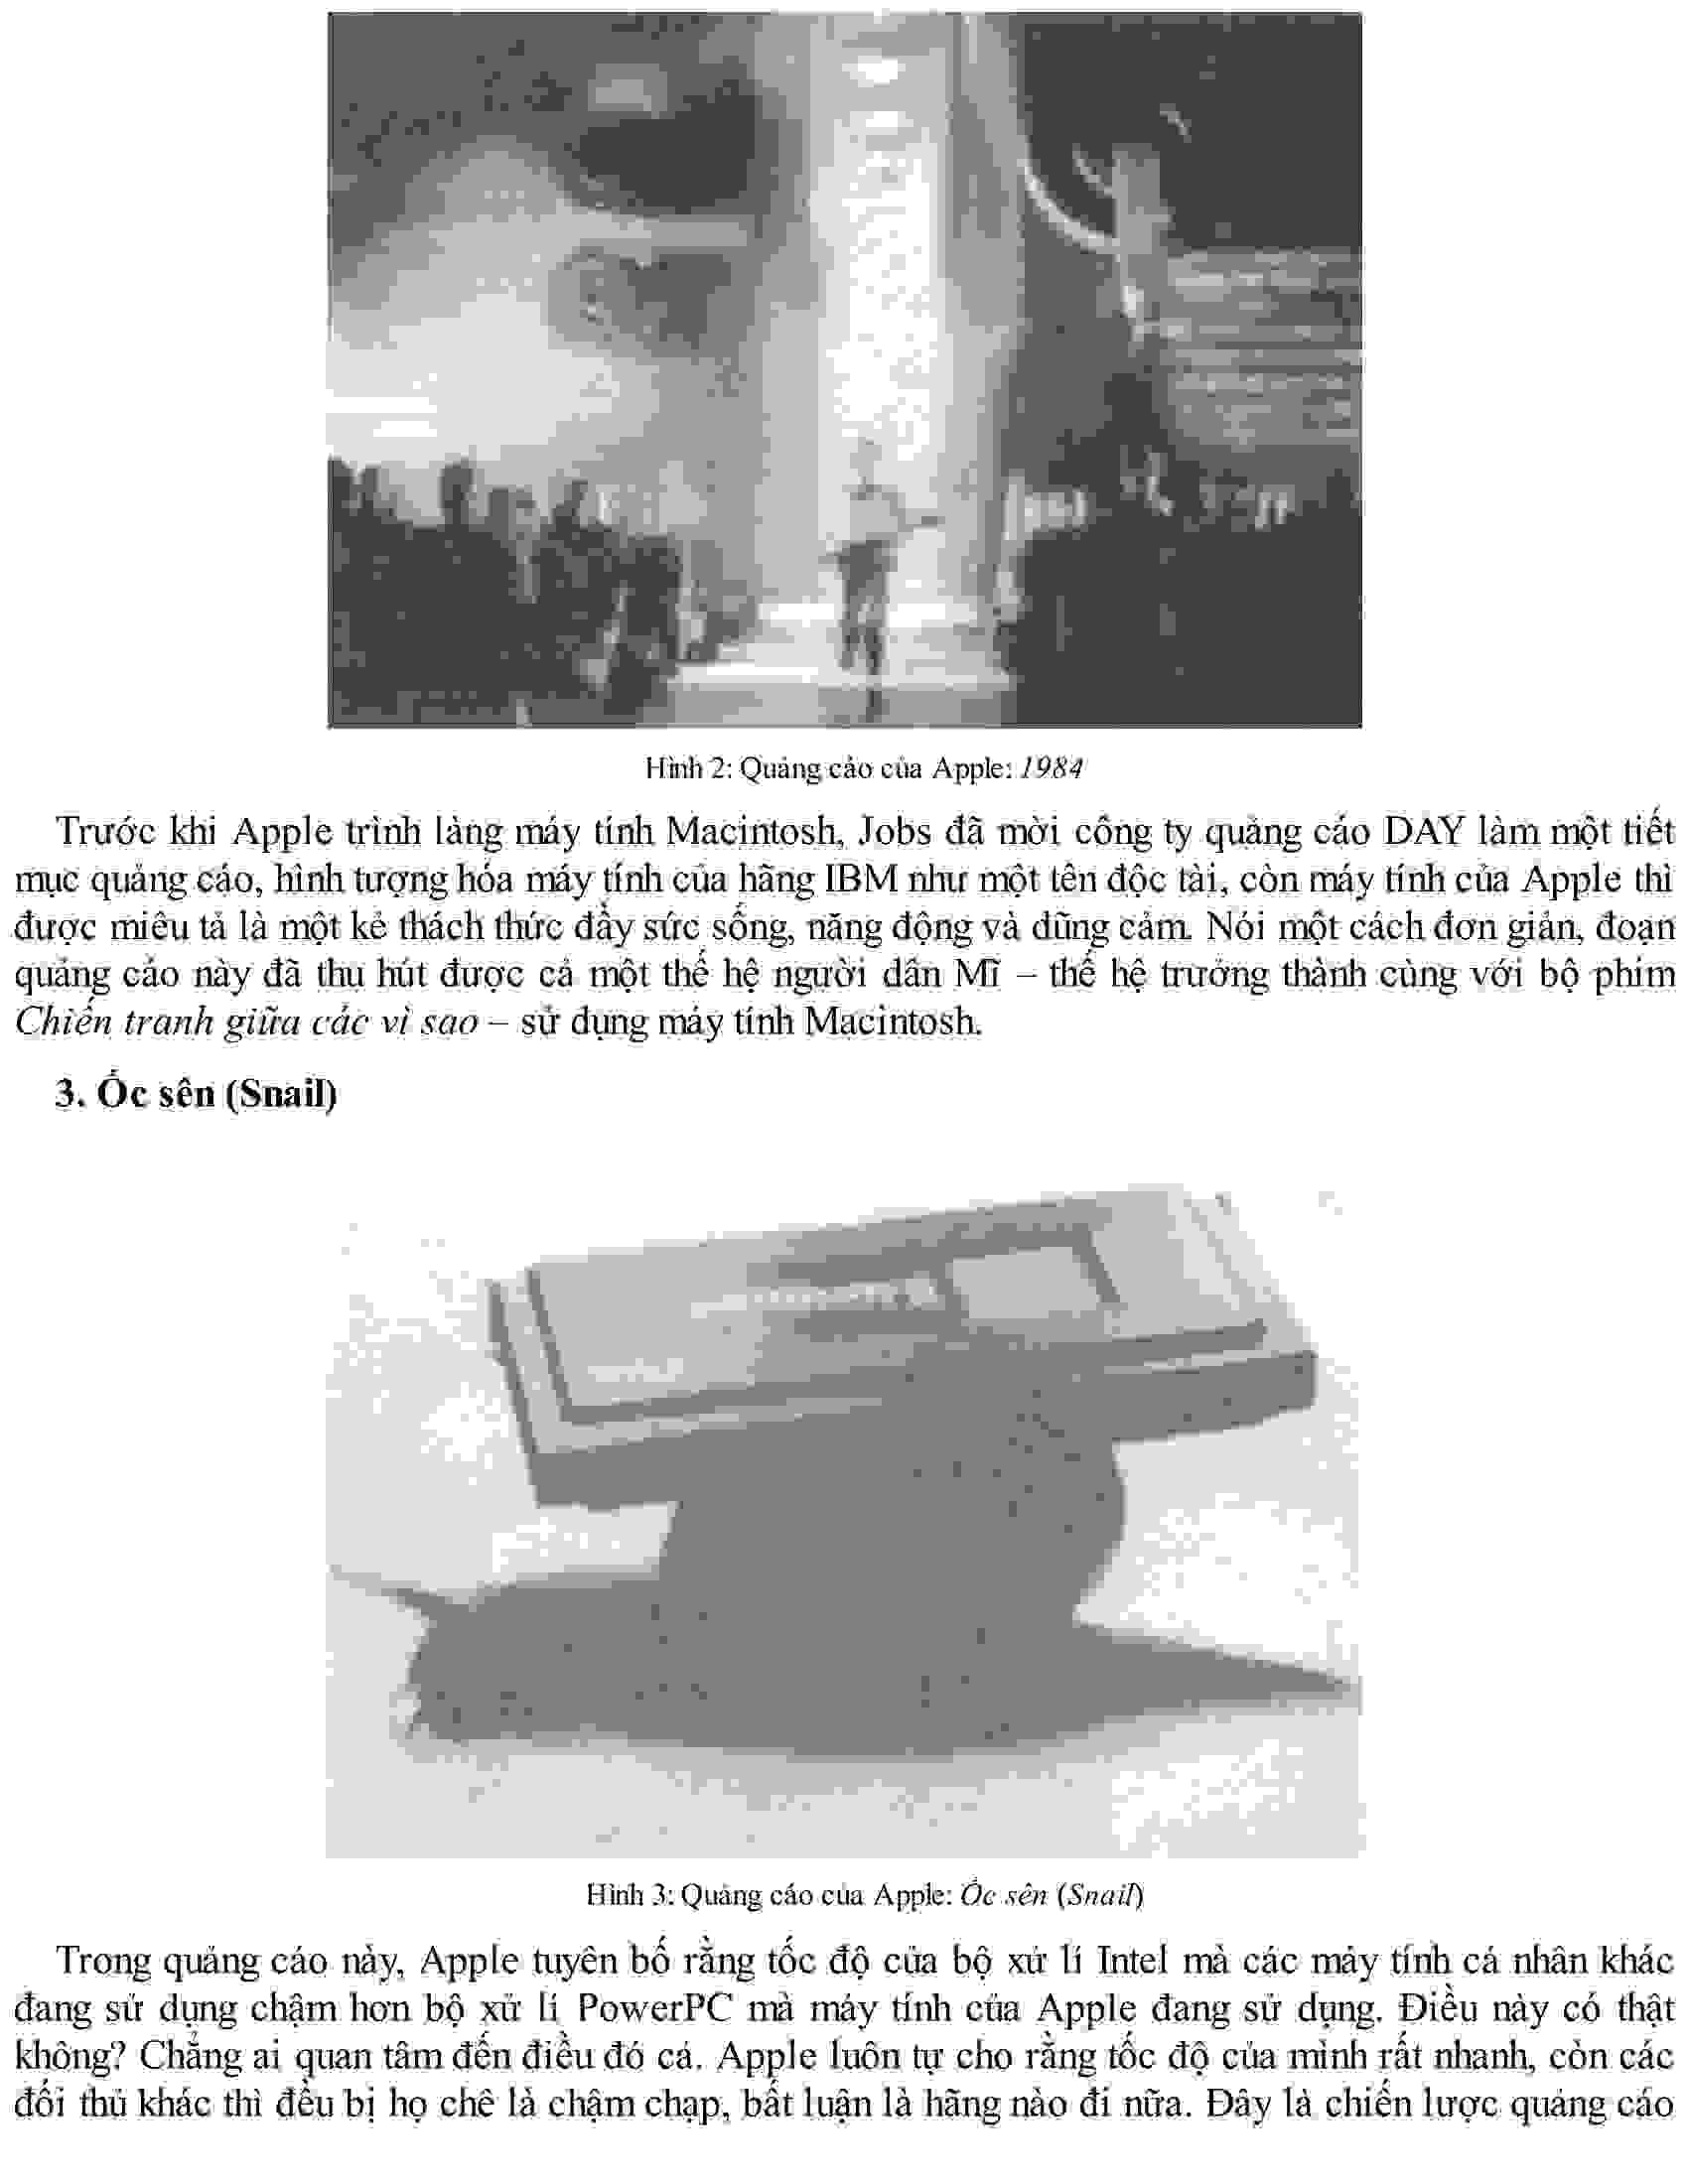 Hình 2: Quảng cáo của Apple: 1984
Trước khi Apple trình làng máy tính Macintosh, Jobs đã mời công ty quảng cáo DAY làm một tiết
mục quảng cáo, hình tượng hóa máy tính của hãng IBM như một tên độc tài, còn máy tính của Apple thì
được miêu tả là một kẻ thách thức đầy sức sống, năng động và dũng cảm. Nói một cách đơn giản, đoạn
quảng cáo này đã thu hút được cả một thế hệ người dân Mĩ – thế hệ trưởng thành cùng với bộ phim
Chiến tranh giữa các vì sao – sử dụng máy tính Macintosh.
3. Ốc sên (Snail)
Hình 3: Quảng cáo của Apple: Ốc sên (Snail)
Trong quảng cáo này, Apple tuyên bố rằng tốc độ của bộ xử lí Intel mà các máy tính cá nhân khác
đang sử dụng chậm hơn bộ xử lí PowerPC mà máy tính của Apple đang sử dụng. Điều này có thật
không? Chẳng ai quan tâm đến điều đó cả. Apple luôn tự cho rằng tốc độ của mình rất nhanh, còn các
đối thủ khác thì đều bị họ chê là chậm chạp, bất luận là hãng nào đi nữa. Đây là chiến lược quảng cáo